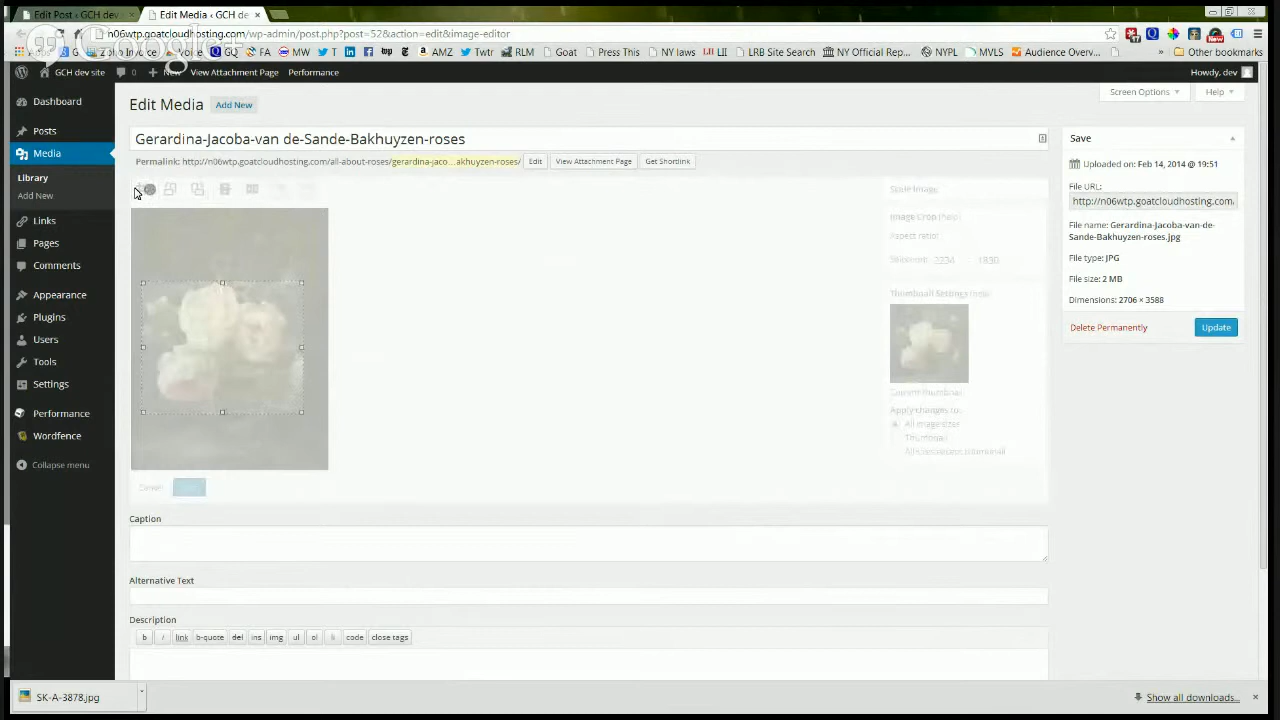 Edit Post ‹ GCH dev
Edit Media ‹ GCH de
n06wtp.goatcloudhosting.com/wp-admin/post.php?post=52&action=edit&image-editor
Invoice
FA
MW
T
AMZ
Twtr
RLM
Goat
Press This
NY laws
LII
LRB Site Search
NY Official Rep...
NYPL
MVLS
Audience Overv...
»
Other bookmarks
GCH dev site
0
New
View Attachment Page
Performance
Howdy, dev
Screen Options
Help
Dashboard
Posts
Media
Library
Add New
Links
Pages
Comments
Appearance
Plugins
Users
Tools
Settings
Performance
Wordfence
Collapse menu
Edit Media
Add New
Gerardina-Jacoba-van de-Sande-Bakhuyzen-roses
Permalink: http://n06wtp.goatcloudhosting.com/all-about-roses/gerardina-jaco...akhuyzen-roses/
Edit
View Attachment Page
Get Shortlink
Scale Image
Image Crop (help)
Aspect ratio:
Selection: 2234 : 1830
Thumbnail Settings (help)
Current thumbnail
Apply changes to:
All image sizes
Thumbnail
All sizes except thumbnail
Cancel
Caption
Alternative Text
Description
b
i
link
b-quote
del
ins
img
ul
ol
li
code
close tags
Save
Uploaded on: Feb 14, 2014 @ 19:51
File URL:
http://n06wtp.goatcloudhosting.com,
File name: Gerardina-Jacoba-van-de-
Sande-Bakhuyzen-roses.jpg
File type: JPG
File size: 2 MB
Dimensions: 2706 × 3588
Delete Permanently
Update
SK-A-3878.jpg
Show all downloads...